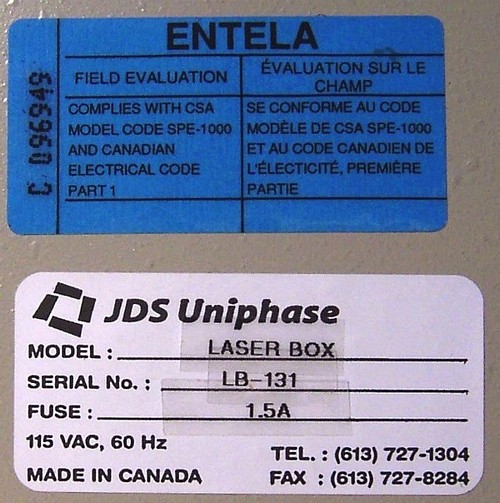 ENTELA
C 096949
FIELD EVALUATION
ÉVALUATION SUR LE
CHAMP
COMPLIES WITH CSA
MODEL CODE SPE-1000
AND CANADIAN
ELECTRICAL CODE
PART 1
SE CONFORME AU CODE
MODÈLE DE CSA SPE-1000
ET AU CODE CANADIEN DE
L'ÉLECTICITÉ, PREMIÈRE
PARTIE
JDS Uniphase
MODEL : LASER BOX
SERIAL No. : LB-131
FUSE : 1.5A
115 VAC, 60 Hz
TEL. : (613) 727-1304
MADE IN CANADA
FAX : (613) 727-8284